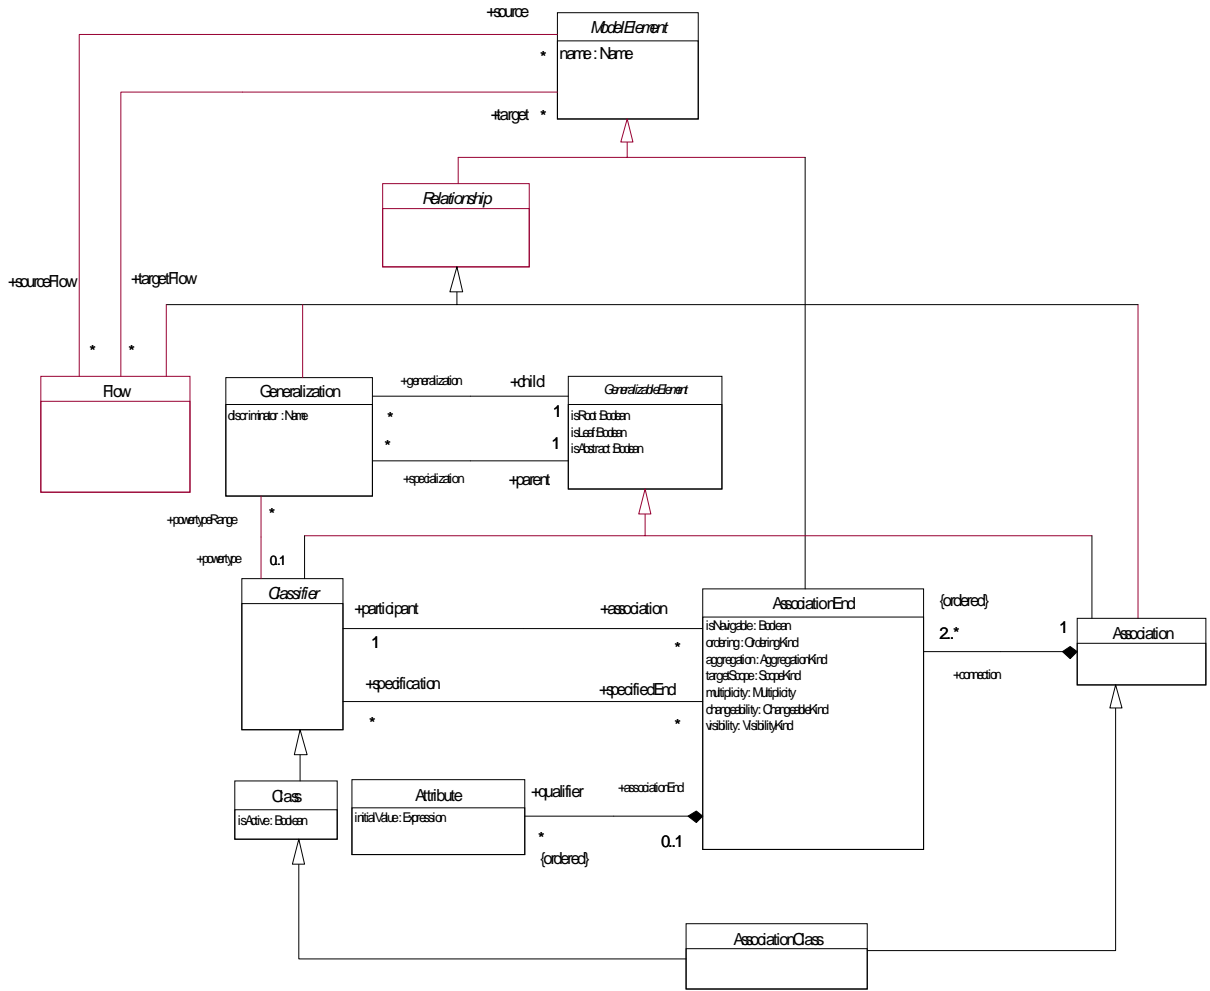 +source
ModelElement
*
name : Name
+target *
Relationship
+sourceFlow
+targetFlow
* *
Flow
Generalization
discriminator : Name
+generalization
+child
*
1
GeneralizableElement
isRoot : Boolean
isLeaf : Boolean
isAbstract : Boolean
*
1
+specialization
+parent
+powertypeRange
*
+powertype
0..1
Classifier
+participant
+association
1
*
+specification
+specifiedEnd
*
*
AssociationEnd
isNavigable : Boolean
ordering : OrderingKind
aggregation : AggregationKind
targetScope : ScopeKind
multiplicity : Multiplicity
changeability : ChangeableKind
visibility : VisibilityKind
{ordered}
2..*
1
+connection
Association
Class
isActive : Boolean
Attribute
initialValue : Expression
+qualifier
+associationEnd
*
0..1
{ordered}
AssociationClass